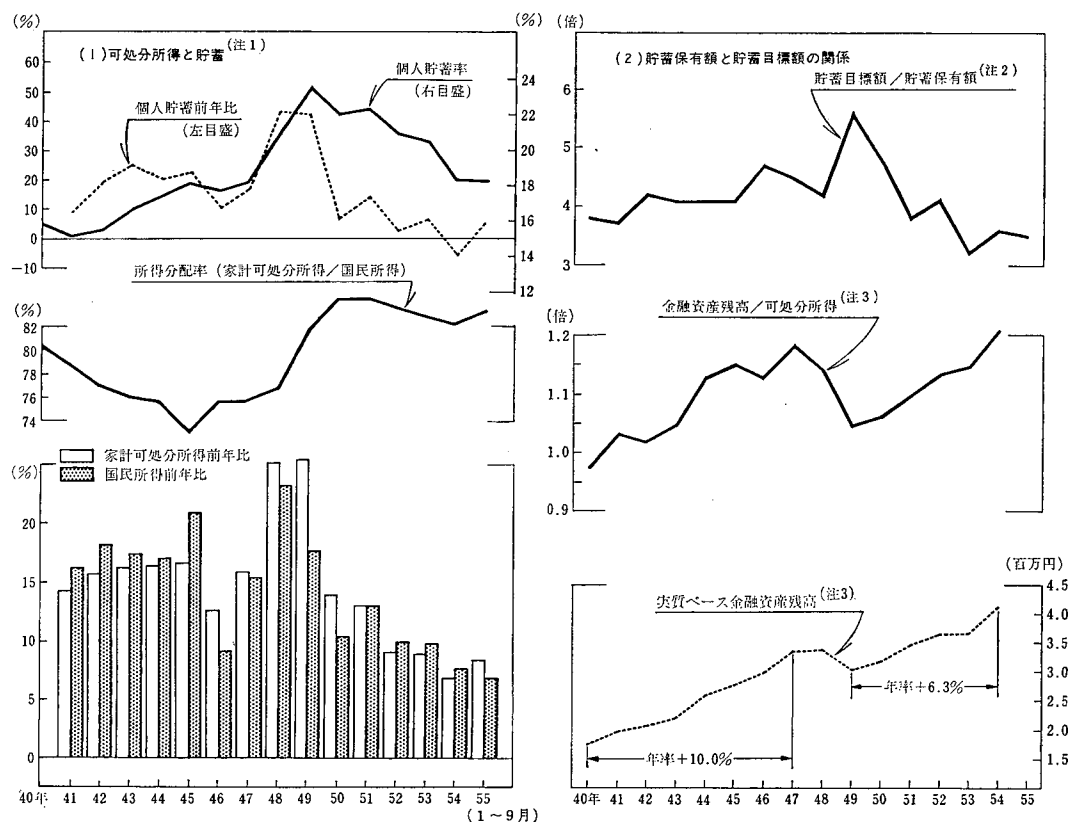 (%)
(1)可処分所得と貯蓄(注1)
60
50
40
30
20
10
0
-10
個人貯蓄前年比
(左目盛)
個人貯蓄率
(右目盛)
(%)
24
22
20
18
16
14
12
所得分配率(家計可処分所得/国民所得)
(%)
82
80
78
76
74
家計可処分所得前年比
国民所得前年比
(%)
20
15
10
5
0
40年 41 42 43 44 45 46 47 48 49 50 51 52 53 54 55
(1~9月)
(倍)
(2)貯蓄保有額と貯蓄目標額の関係
貯蓄目標額/貯蓄保有額(注2)
6
5
4
3
金融資産残高/可処分所得(注3)
(倍)
1.2
1.1
1.0
0.9
(百万円)
実質ベース金融資産残高(注3)
4.5
4.0
3.5
3.0
2.5
2.0
1.5
年率+6.3%
年率+10.0%
40年 41 42 43 44 45 46 47 48 49 50 51 52 53 54 55